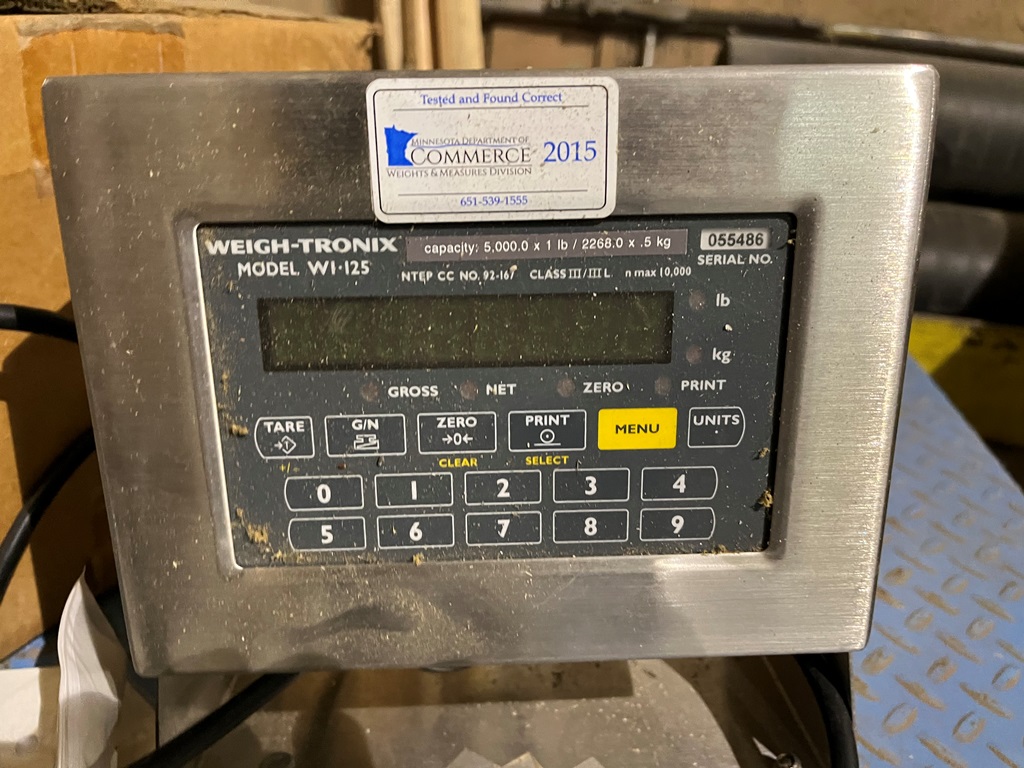 Tested and Found Correct
MINNESOTA DEPARTMENT OF
COMMERCE 2015
WEIGHTS & MEASURES DIVISION
651-539-1555
WEIGH-TRONIX
MODEL WI-125
capacity: 5,000.0 x 1 lb / 2268.0 x .5 kg
055486
SERIAL NO.
NTEP CC NO. 92-167 CLASS III/III L n max 10,000
lb
kg
GROSS NET ZERO PRINT
TARE G/N ZERO PRINT MENU UNITS
→0←
+/ CLEAR SELECT
0 1 2 3 4
5 6 7 8 9